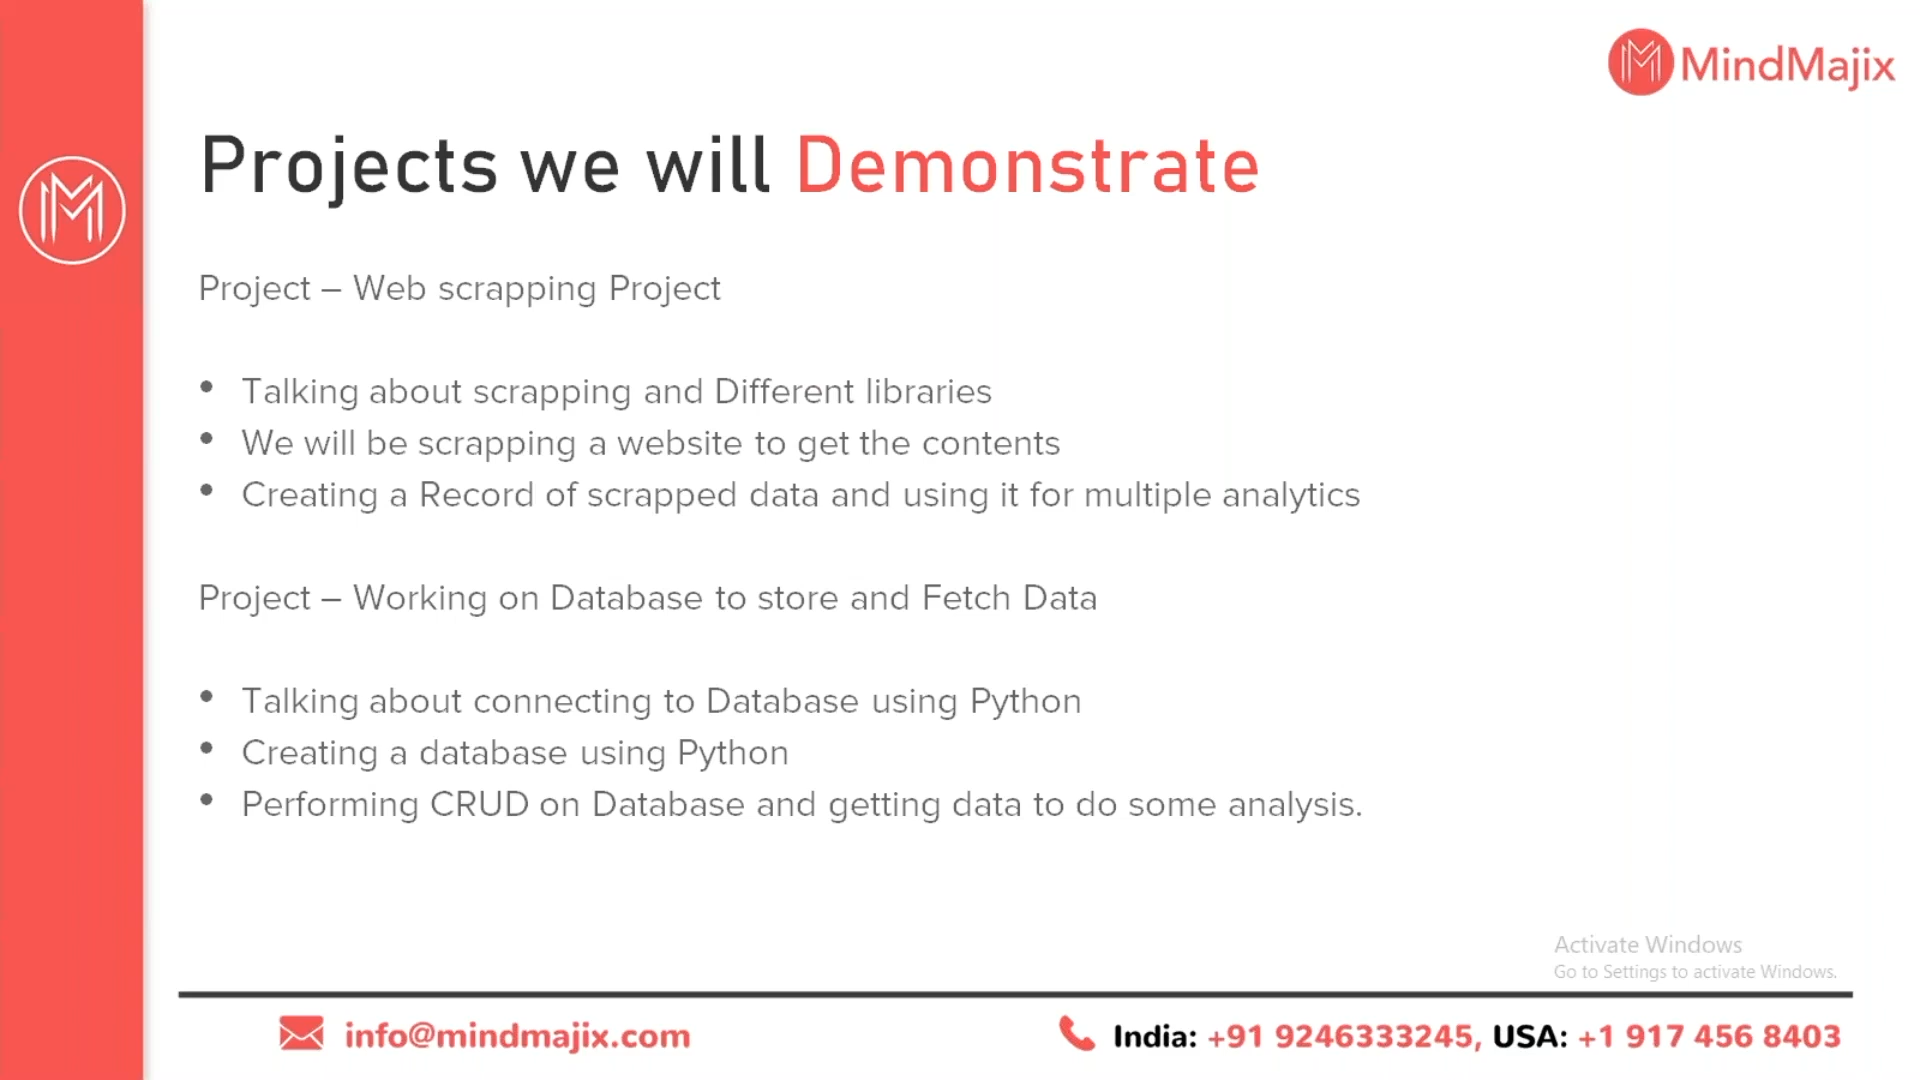 MindMajix
Projects we will Demonstrate
Project – Web scrapping Project
• Talking about scrapping and Different libraries
• We will be scrapping a website to get the contents
• Creating a Record of scrapped data and using it for multiple analytics
Project – Working on Database to store and Fetch Data
• Talking about connecting to Database using Python
• Creating a database using Python
• Performing CRUD on Database and getting data to do some analysis.
Activate Windows
Go to Settings to activate Windows.
info@mindmajix.com
India: +91 9246333245, USA: +1 917 456 8403